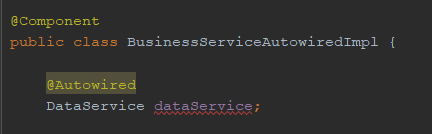 @Component
public class BusinessServiceAutowiredImpl {
@Autowired
DataService dataService;